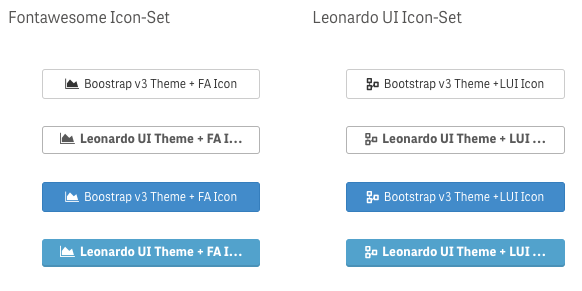 Fontawesome Icon-Set
Leonardo UI Icon-Set
Boostrap v3 Theme + FA Icon
Bootstrap v3 Theme +LUI Icon
Leonardo UI Theme + FA I...
Leonardo UI Theme + LUI ...
Boostrap v3 Theme + FA Icon
Bootstrap v3 Theme +LUI Icon
Leonardo UI Theme + FA I...
Leonardo UI Theme + LUI ...